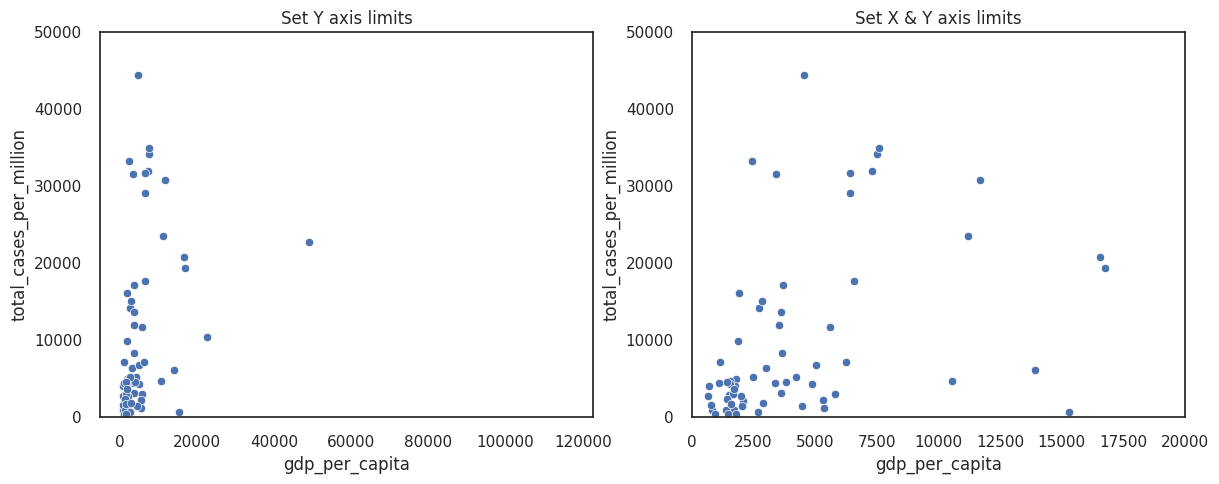 Set Y axis limits
50000
40000
30000
20000
10000
0
total_cases_per_million
0 20000 40000 60000 80000 100000 120000
gdp_per_capita
Set X & Y axis limits
50000
40000
30000
20000
10000
0
total_cases_per_million
0 2500 5000 7500 10000 12500 15000 17500 20000
gdp_per_capita